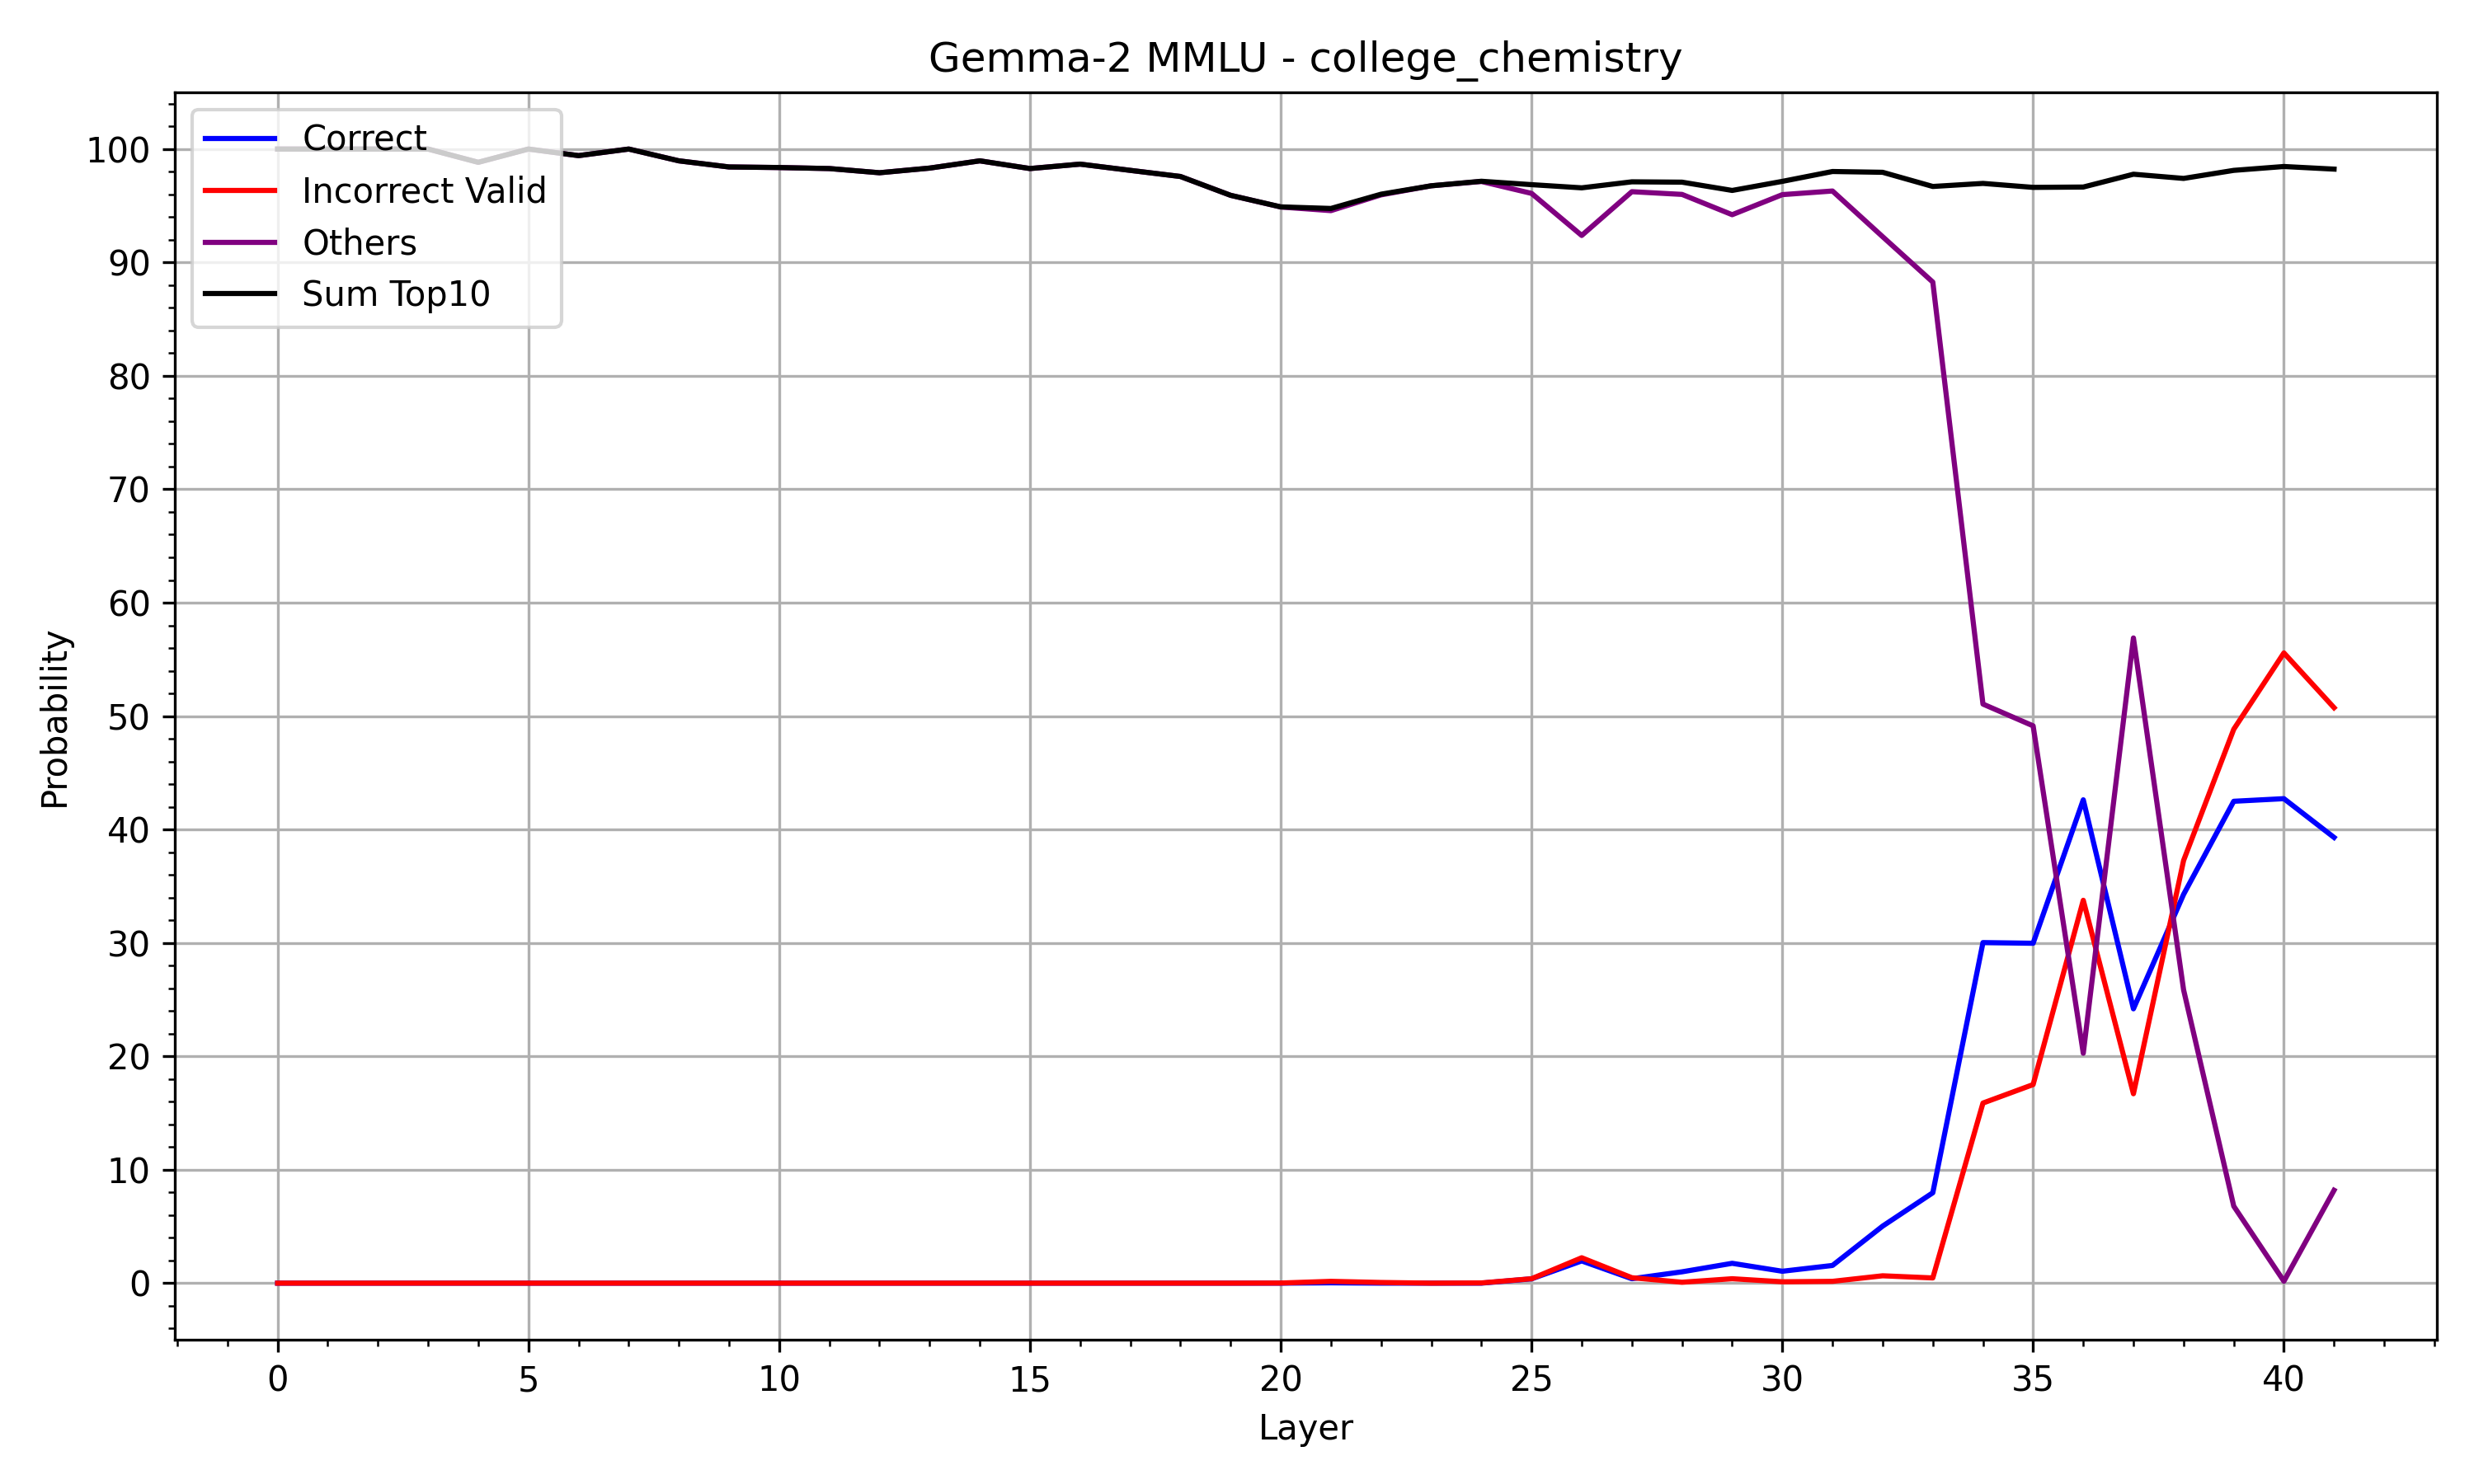 Gemma-2 MMLU - college_chemistry
Correct
Incorrect Valid
Others
Sum Top10
100
90
80
70
60
50
40
30
20
10
0
Probability
0 5 10 15 20 25 30 35 40
Layer